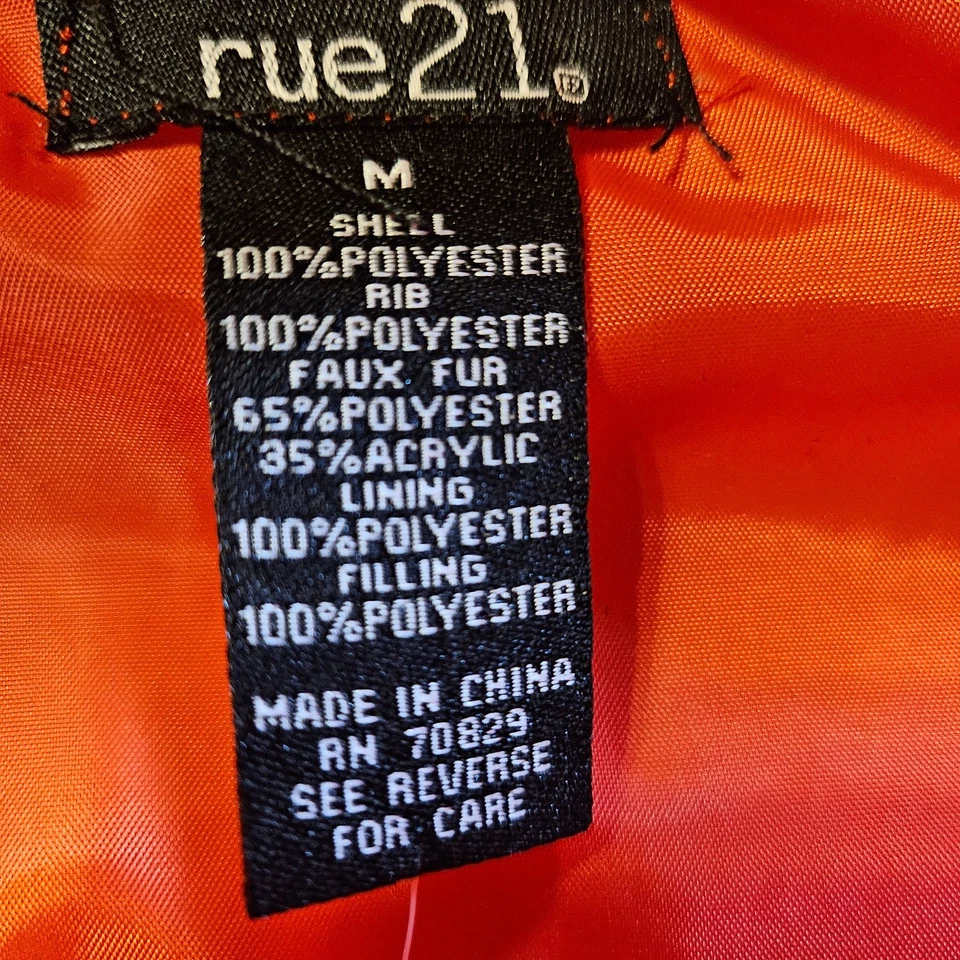 rue21®
M
SHELL
100%POLYESTER
RIB
100%POLYESTER
FAUX FUR
65%POLYESTER
35%ACRYLIC
LINING
100%POLYESTER
FILLING
100%POLYESTER
MADE IN CHINA
RN 70829
SEE REVERSE
FOR CARE